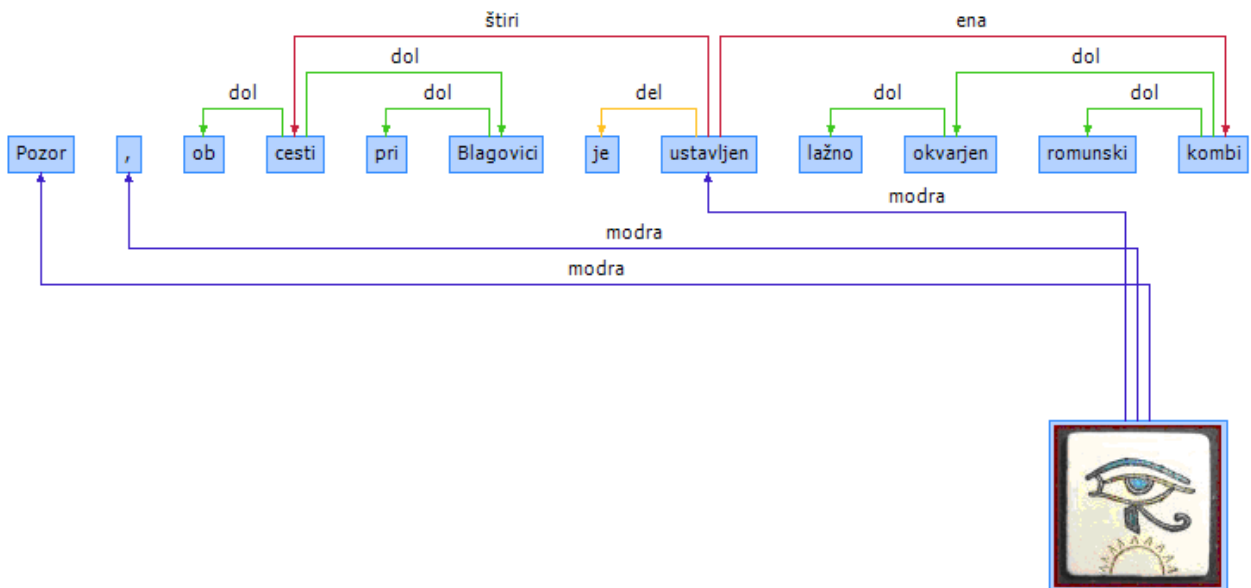 štiri ena
dol dol
dol dol del dol dol
Pozor , ob cesti pri Blagovici je ustavljen lažno okvarjen romunski kombi
modra
modra
modra